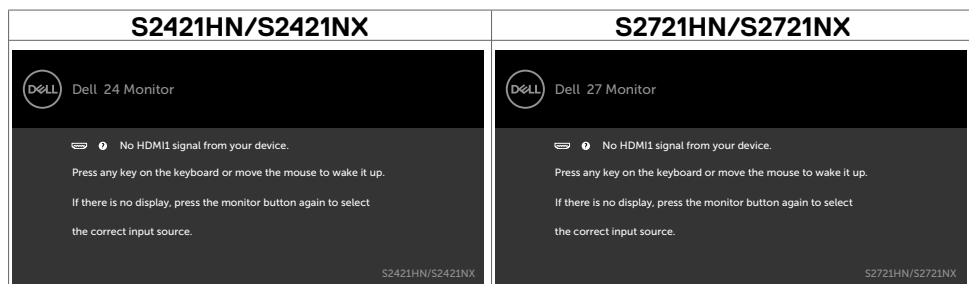 S2421HN/S2421NX
S2721HN/S2721NX
DELL Dell 24 Monitor
? No HDMI1 signal from your device.
Press any key on the keyboard or move the mouse to wake it up.
If there is no display, press the monitor button again to select
the correct input source.
S2421HN/S2421NX
DELL Dell 27 Monitor
? No HDMI1 signal from your device.
Press any key on the keyboard or move the mouse to wake it up.
If there is no display, press the monitor button again to select
the correct input source.
S2721HN/S2721NX